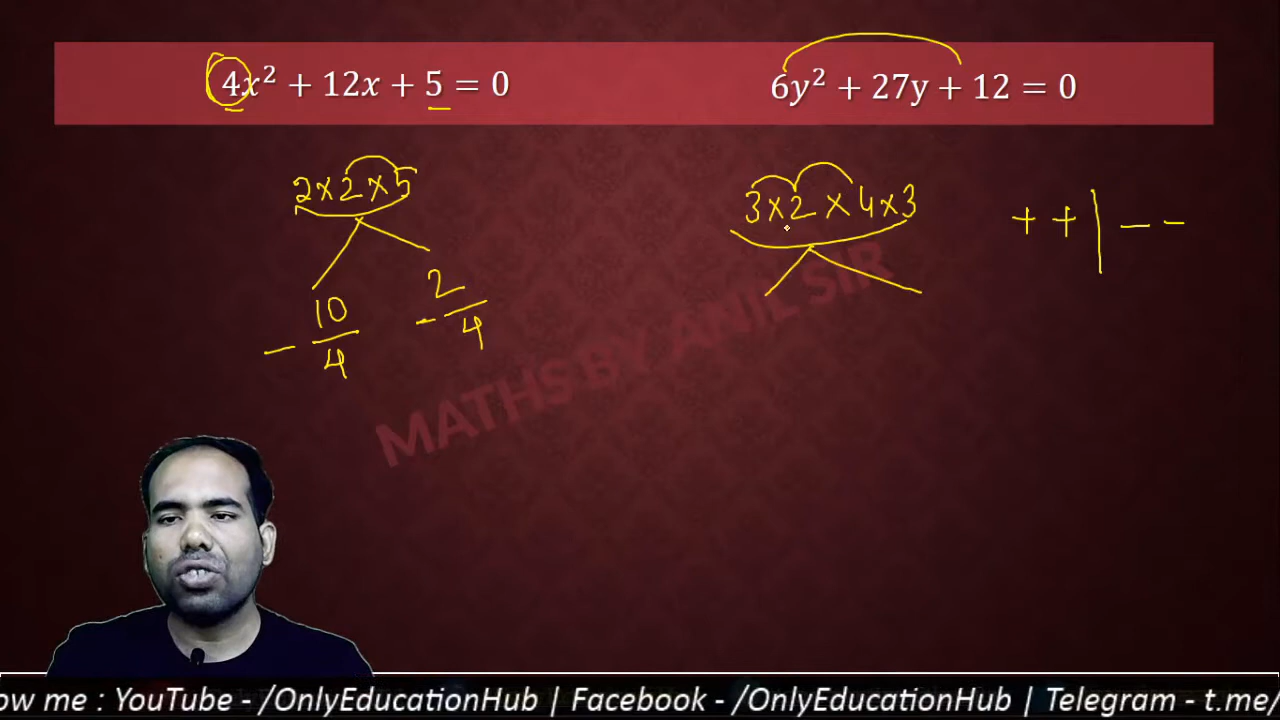 4x² + 12x + 5 = 0
6y² + 27y + 12 = 0
2×2×5
3×2×4×3
+ + | - -
- 10/4
- 2/4
MATHS BY ANIL SIR
ow me : YouTube - /OnlyEducationHub | Facebook - /OnlyEducationHub | Telegram - t.me/